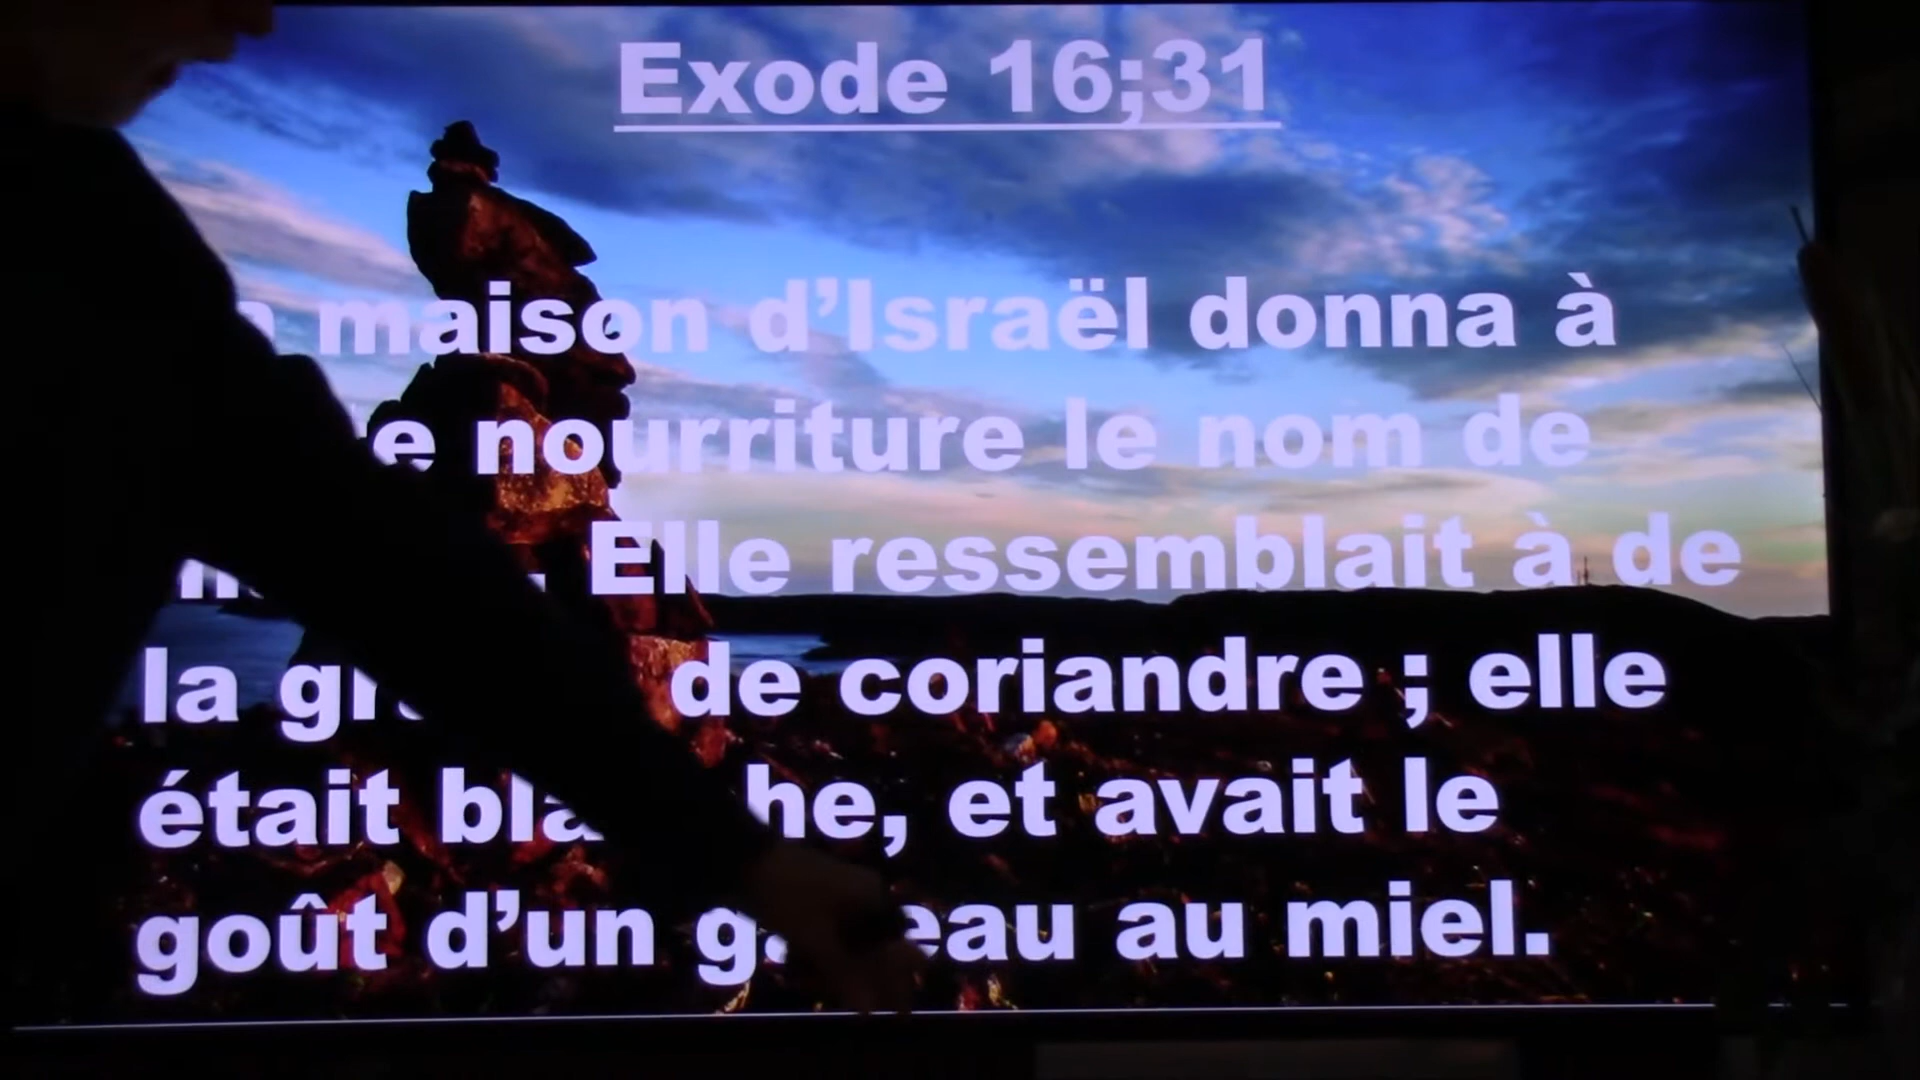 Exode 16;31
maison d’Israël donna à
nourriture le nom de
Elle ressemblait à de
la de coriandre ; elle
était et avait le
goût d’un au miel.